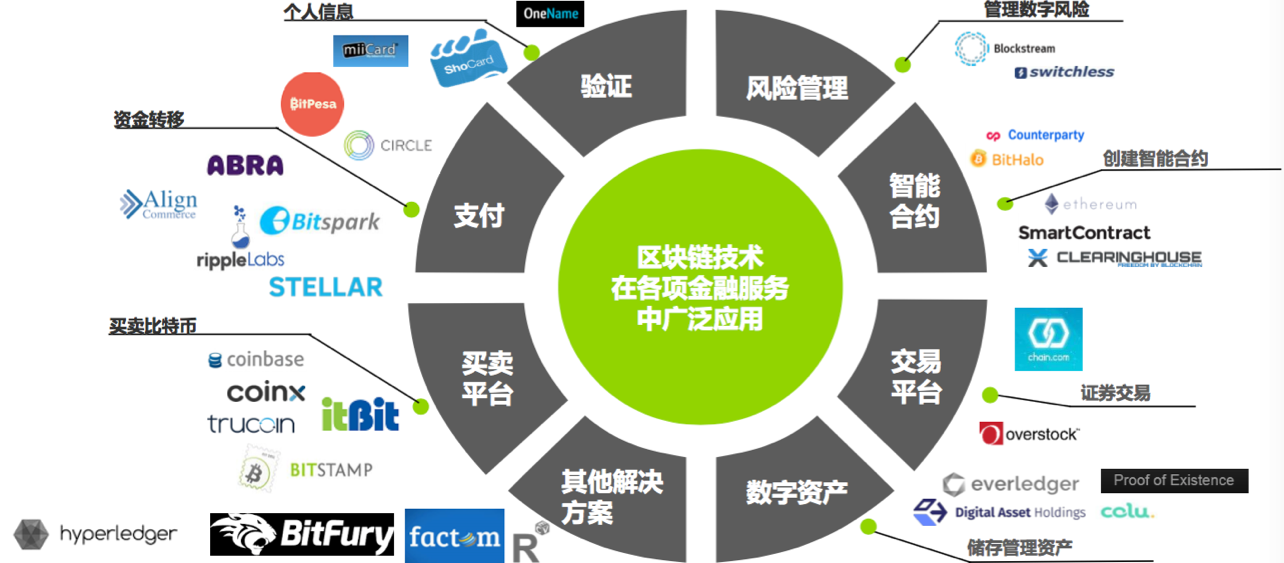 个人信息
OneName
miiCard
ShoCard
验证
管理数字风险
Blockstream
switchless
风险管理
资金转移
BitPesa
CIRCLE
ABRA
Align
Commerce
Bitspark
rippleLabs
STELLAR
支付
Counterparty
BitHalo
创建智能合约
ethereum
SmartContract
CLEARINGHOUSE
FREEDOM BY BLOCKCHAIN
智能
合约
区块链技术
在各项金融服务
中广泛应用
买卖比特币
coinbase
coinx
trucoin
itBit
BITSTAMP
买卖
平台
chain.com
证券交易
overstock™
交易
平台
其他解决
方案
hyperledger
BitFury
factom
R
数字资产
everledger
Proof of Existence
Digital Asset Holdings
colu.
储存管理资产